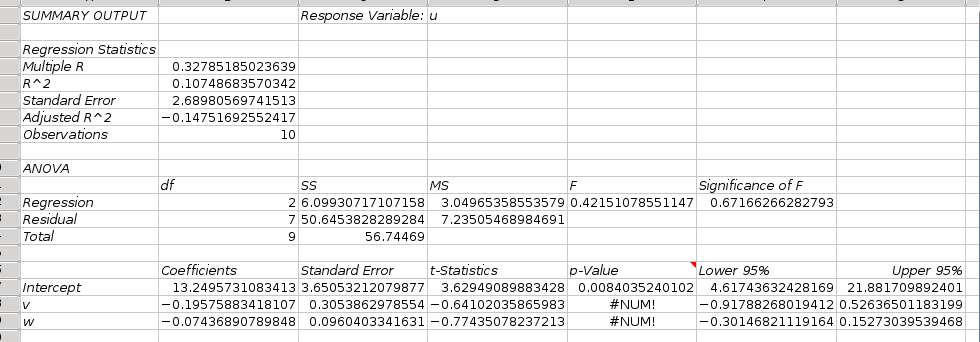 SUMMARY OUTPUT Response Variable: u
Regression Statistics
Multiple R 0.32785185023639
R^2 0.10748683570342
Standard Error 2.68980569741513
Adjusted R^2 −0.14751692552417
Observations 10
ANOVA
df SS MS F Significance of F
Regression 2 6.09930717107158 3.04965358553579 0.42151078551147 0.67166266282793
Residual 7 50.6453828289284 7.23505468984691
Total 9 56.74469
Coefficients Standard Error t-Statistics p-Value Lower 95% Upper 95%
Intercept 13.2495731083413 3.65053212079877 3.62949089883428 0.0084035240102 4.61743632428169 21.881709892401
v −0.19575883418107 0.3053862978554 −0.64102035865983 #NUM! −0.91788268019412 0.52636501183199
w −0.07436890789848 0.0960403341631 −0.77435078237213 #NUM! −0.30146821119164 0.15273039539468